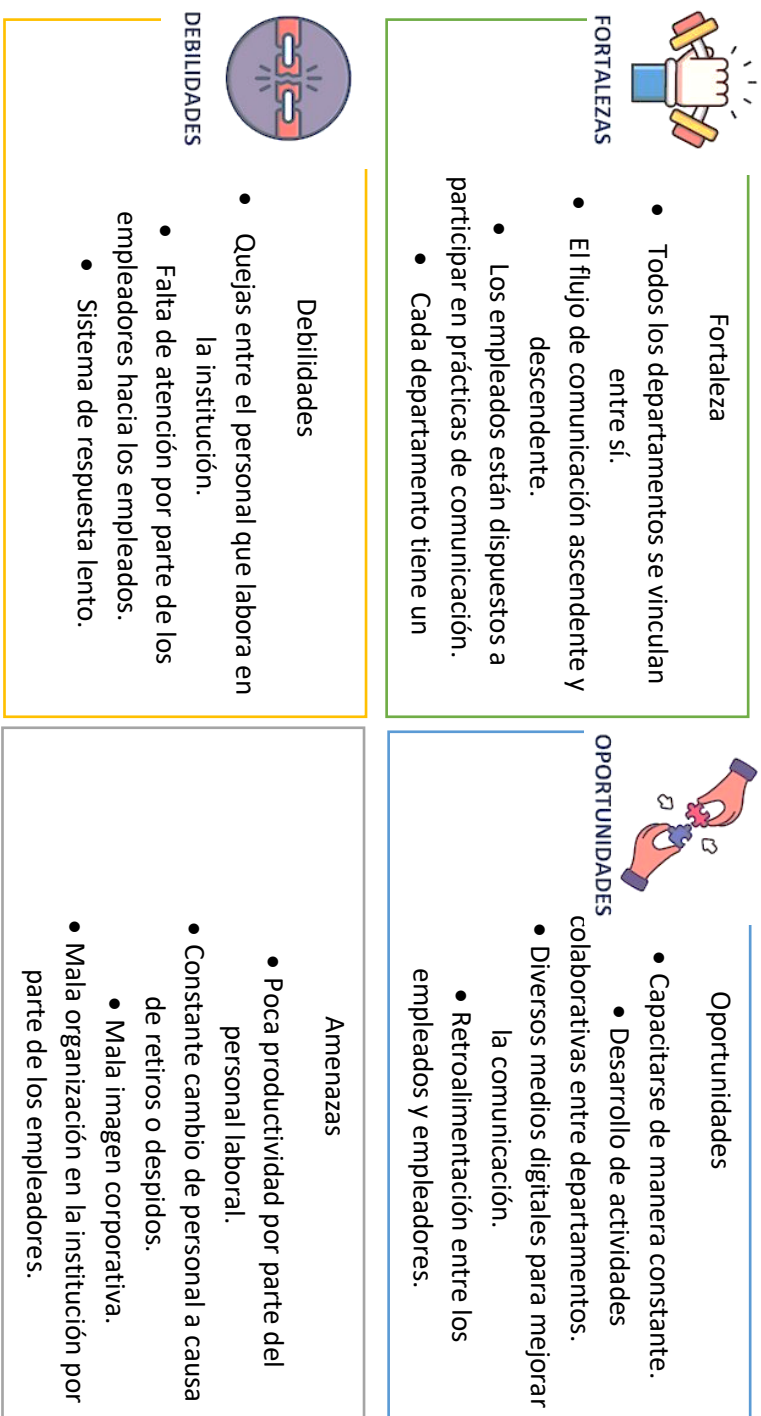 FORTALEZAS
Fortaleza
• Todos los departamentos se vinculan
entre sí.
• El flujo de comunicación ascendente y
descendente.
• Los empleados están dispuestos a
participar en prácticas de comunicación.
• Cada departamento tiene un
OPORTUNIDADES
Oportunidades
• Capacitarse de manera constante.
• Desarrollo de actividades
colaborativas entre departamentos.
• Diversos medios digitales para mejorar
la comunicación.
• Retroalimentación entre los
empleados y empleadores.
DEBILIDADES
Debilidades
• Quejas entre el personal que labora en
la institución.
• Falta de atención por parte de los
empleadores hacia los empleados.
• Sistema de respuesta lento.
Amenazas
• Poca productividad por parte del
personal laboral.
• Constante cambio de personal a causa
de retiros o despidos.
• Mala imagen corporativa.
• Mala organización en la institución por
parte de los empleadores.